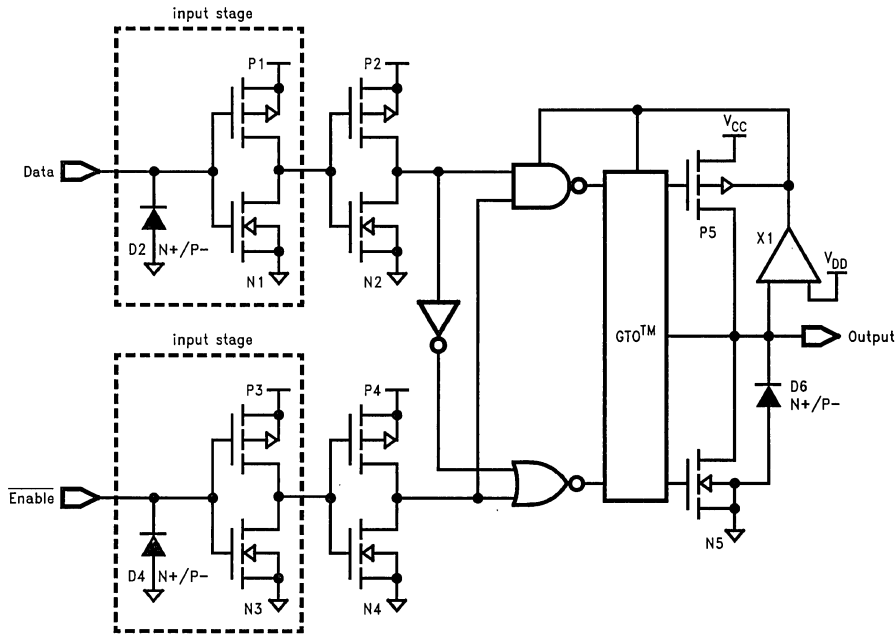 input stage
P1
P2
Data
D2 N+/P-
N1
N2
V_CC
P5
X1
V_DD
GTO™
Output
D6
N+/P-
input stage
P3
P4
Enable
D4 N+/P-
N3
N4
N5